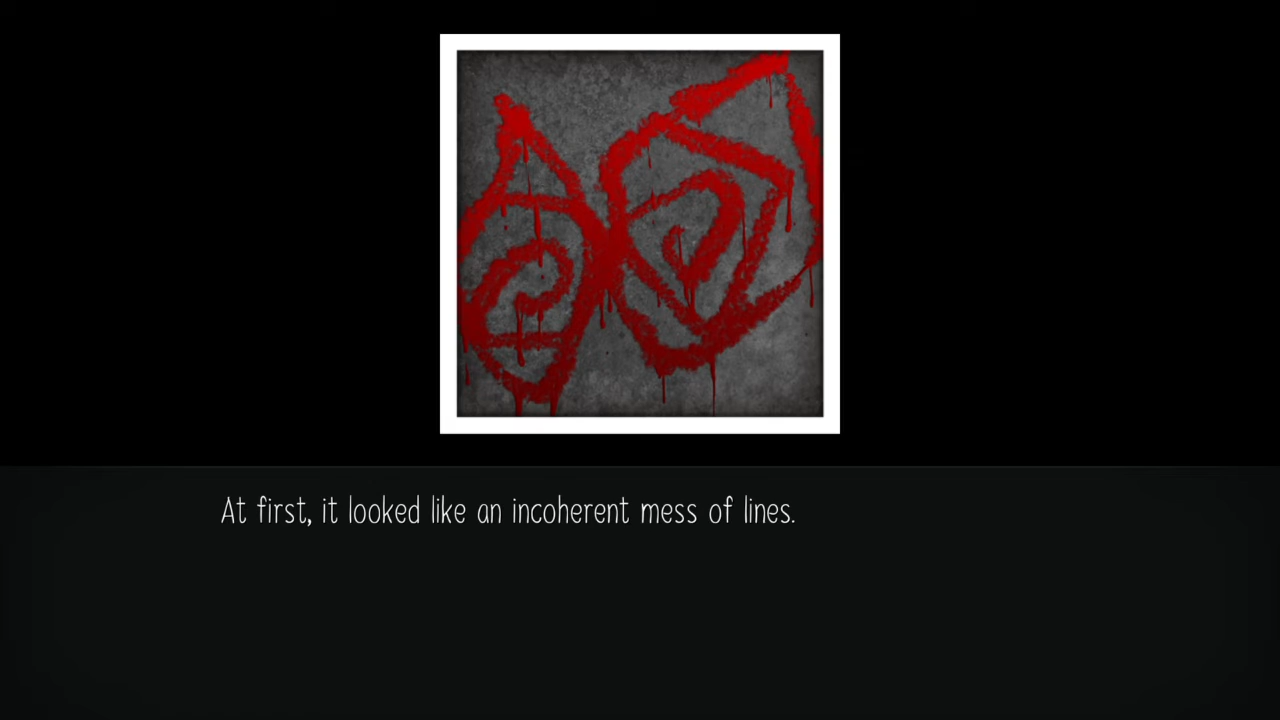 At first, it looked like an incoherent mess of lines.